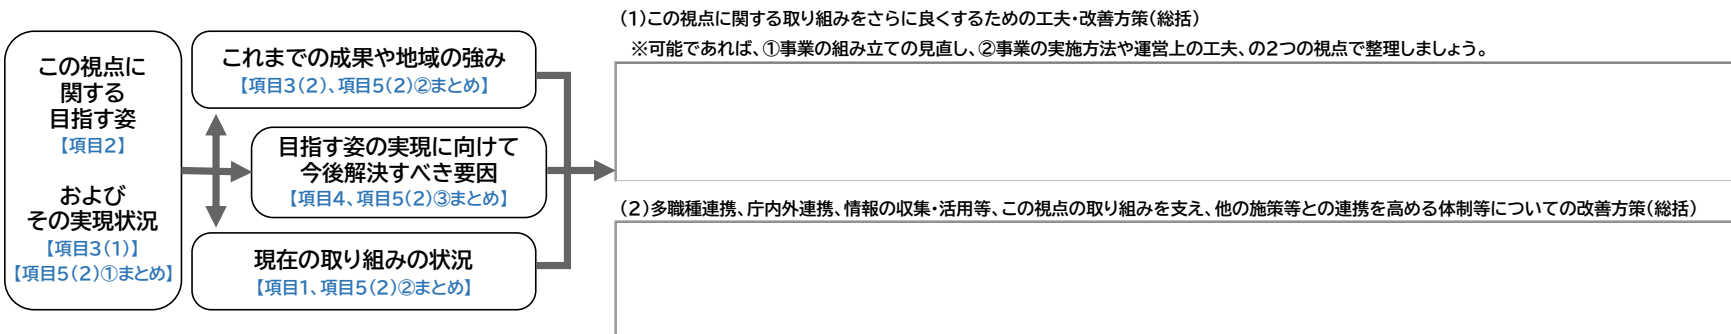 この視点に
関する
目指す姿
【項目2】
および
その実現状況
【項目3(1)】
【項目5(2)①まとめ】
これまでの成果や地域の強み
【項目3(2)、項目5(2)②まとめ】
目指す姿の実現に向けて
今後解決すべき要因
【項目4、項目5(2)③まとめ】
現在の取り組みの状況
【項目1、項目5(2)②まとめ】
(1)この視点に関する取り組みをさらに良くするための工夫・改善方策(総括)
※可能であれば、①事業の組み立ての見直し、②事業の実施方法や運営上の工夫、の2つの視点で整理しましょう。
(2)多職種連携、庁内外連携、情報の収集・活用等、この視点の取り組みを支え、他の施策等との連携を高める体制等についての改善方策(総括)